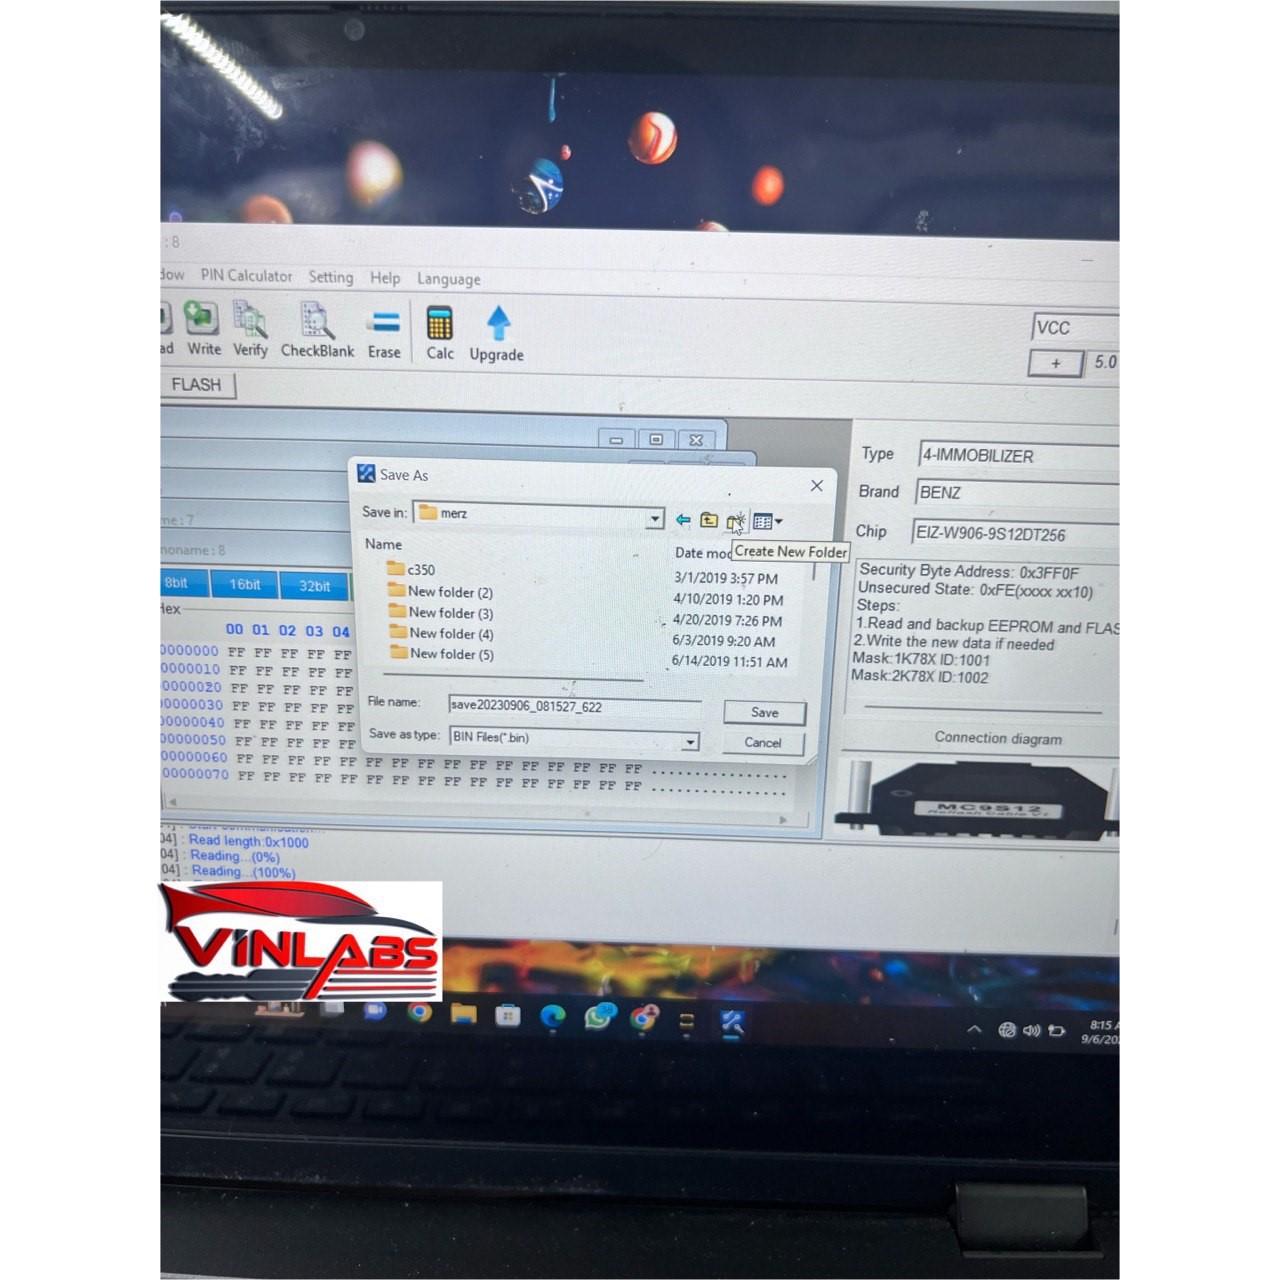 : 8
dow PIN Calculator Setting Help Language
ad Write Verify CheckBlank Erase Calc Upgrade
VCC
+ 5.0
FLASH
Type 4-IMMOBILIZER
Brand BENZ
Chip EIZ-W906-9S12DT256
Security Byte Address: 0x3FF0F
Unsecured State: 0xFE(xxxx xx10)
Steps:
1.Read and backup EEPROM and FLAS
2.Write the new data if needed
Mask:1K78X ID:1001
Mask:2K78X ID:1002
Connection diagram
MC9S12
Reflash Cable V1
Save As
Save in: merz
Create New Folder
Name Date mod
c350 3/1/2019 3:57 PM
New folder (2) 4/10/2019 1:20 PM
New folder (3) 4/20/2019 7:26 PM
New folder (4) 6/3/2019 9:20 AM
New folder (5) 6/14/2019 11:51 AM
File name: save20230906_081527_622 Save
Save as type: BIN Files(*.bin) Cancel
me : 7
noname : 8
8bit 16bit 32bit
Hex
00 01 02 03 04
0000000 FF FF FF FF FF
0000010 FF FF FF FF FF
0000020 FF FF FF FF FF
00000030 FF FF FF FF FF
00000040 FF FF FF FF FF
00000050 FF FF FF FF FF
00000060 FF FF FF FF FF FF FF FF FF FF FF FF FF FF FF FF ................
00000070 FF FF FF FF FF FF FF FF FF FF FF FF FF FF FF FF ................
04] : Read length:0x1000
04] : Reading...(0%)
04] : Reading...(100%)
VINLABS
38
8:15 A
9/6/202